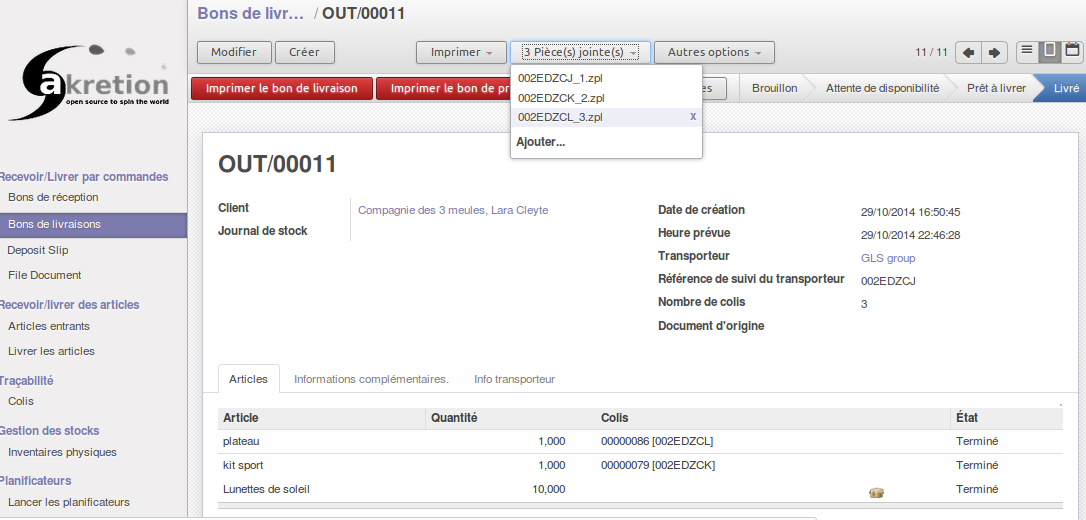 Bons de livr... / OUT/00011
Modifier Créer Imprimer 3 Pièce(s) jointe(s) Autres options 11 / 11
akretion
open source to spin the world
Imprimer le bon de livraison Imprimer le bon de pr es Brouillon Attente de disponibilité Prêt à livrer Livré
002EDZCJ_1.zpl
002EDZCK_2.zpl
002EDZCL_3.zpl x
Ajouter...
Recevoir/Livrer par commandes
Bons de réception
Bons de livraisons
Deposit Slip
File Document
Recevoir/livrer des articles
Articles entrants
Livrer les articles
Traçabilité
Colis
Gestion des stocks
Inventaires physiques
Planificateurs
Lancer les planificateurs
OUT/00011
Client Compagnie des 3 meules, Lara Cleyte
Journal de stock
Date de création 29/10/2014 16:50:45
Heure prévue 29/10/2014 22:46:28
Transporteur GLS group
Référence de suivi du transporteur 002EDZCJ
Nombre de colis 3
Document d'origine
Articles Informations complémentaires. Info transporteur
Article Quantité Colis État
plateau 1,000 00000086 [002EDZCL] Terminé
kit sport 1,000 00000079 [002EDZCK] Terminé
Lunettes de soleil 10,000 Terminé